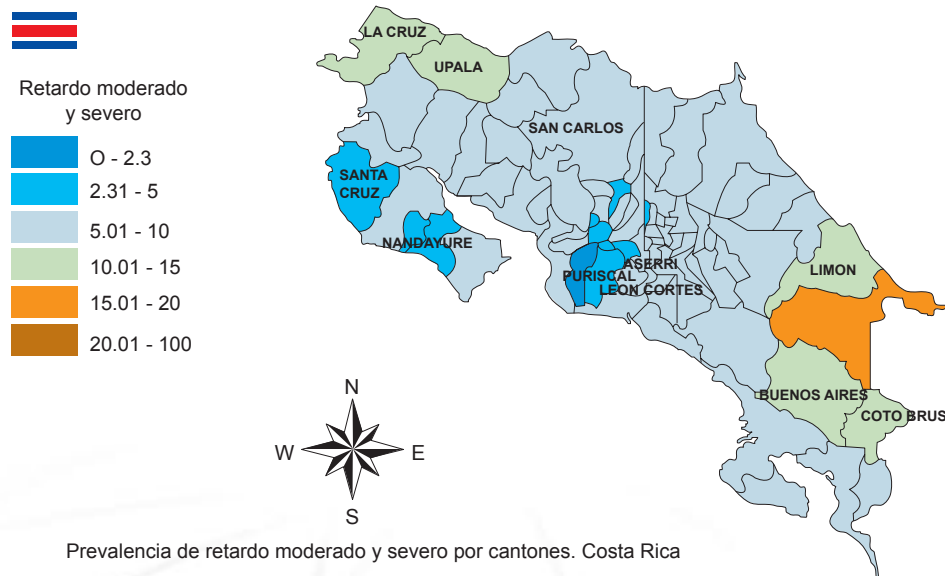 Retardo moderado
y severo
O - 2.3
2.31 - 5
5.01 - 10
10.01 - 15
15.01 - 20
20.01 - 100
LA CRUZ
UPALA
SAN CARLOS
SANTA
CRUZ
NANDAYURE
ASERRI
PURISCAL
LEON CORTES
LIMON
BUENOS AIRES
COTO BRUS
N
W
E
S
Prevalencia de retardo moderado y severo por cantones. Costa Rica